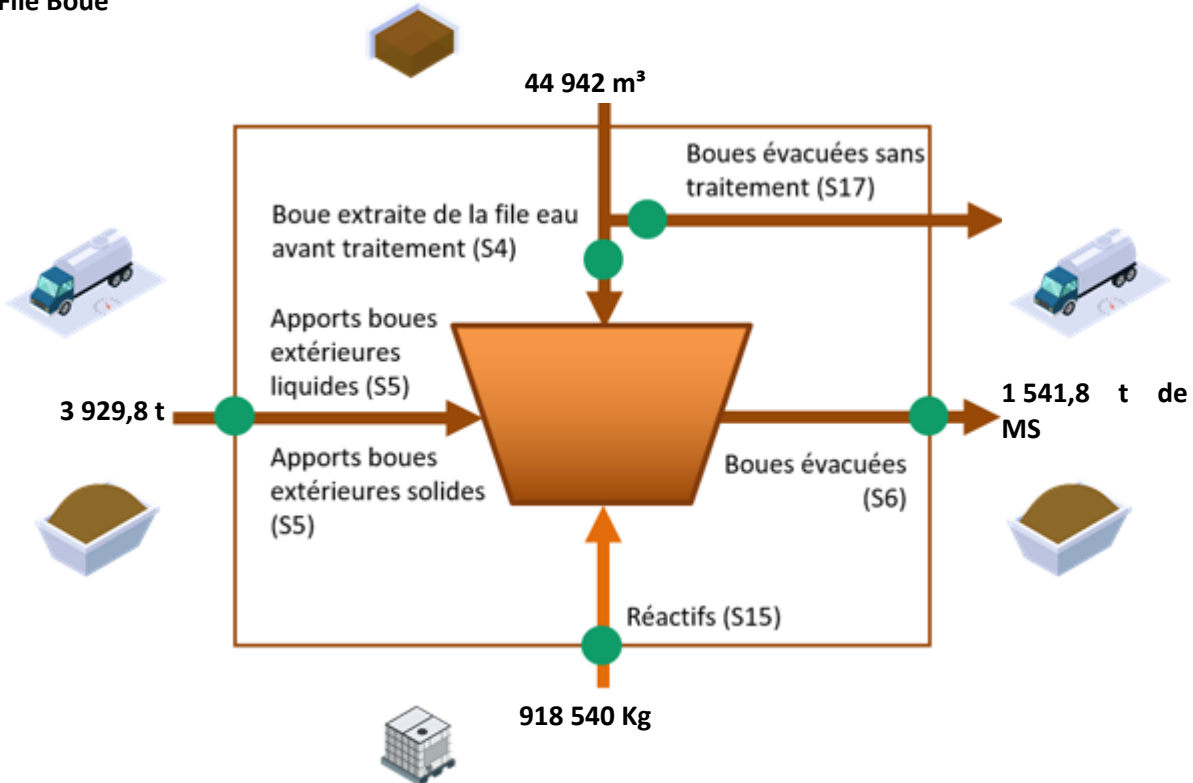 File Boue
44 942 m³
Boues évacuées sans
traitement (S17)
Boue extraite de la file eau
avant traitement (S4)
Apports boues
extérieures
liquides (S5)
3 929,8 t
1 541,8 t de
MS
Apports boues
extérieures solides
(S5)
Boues évacuées
(S6)
Réactifs (S15)
918 540 Kg